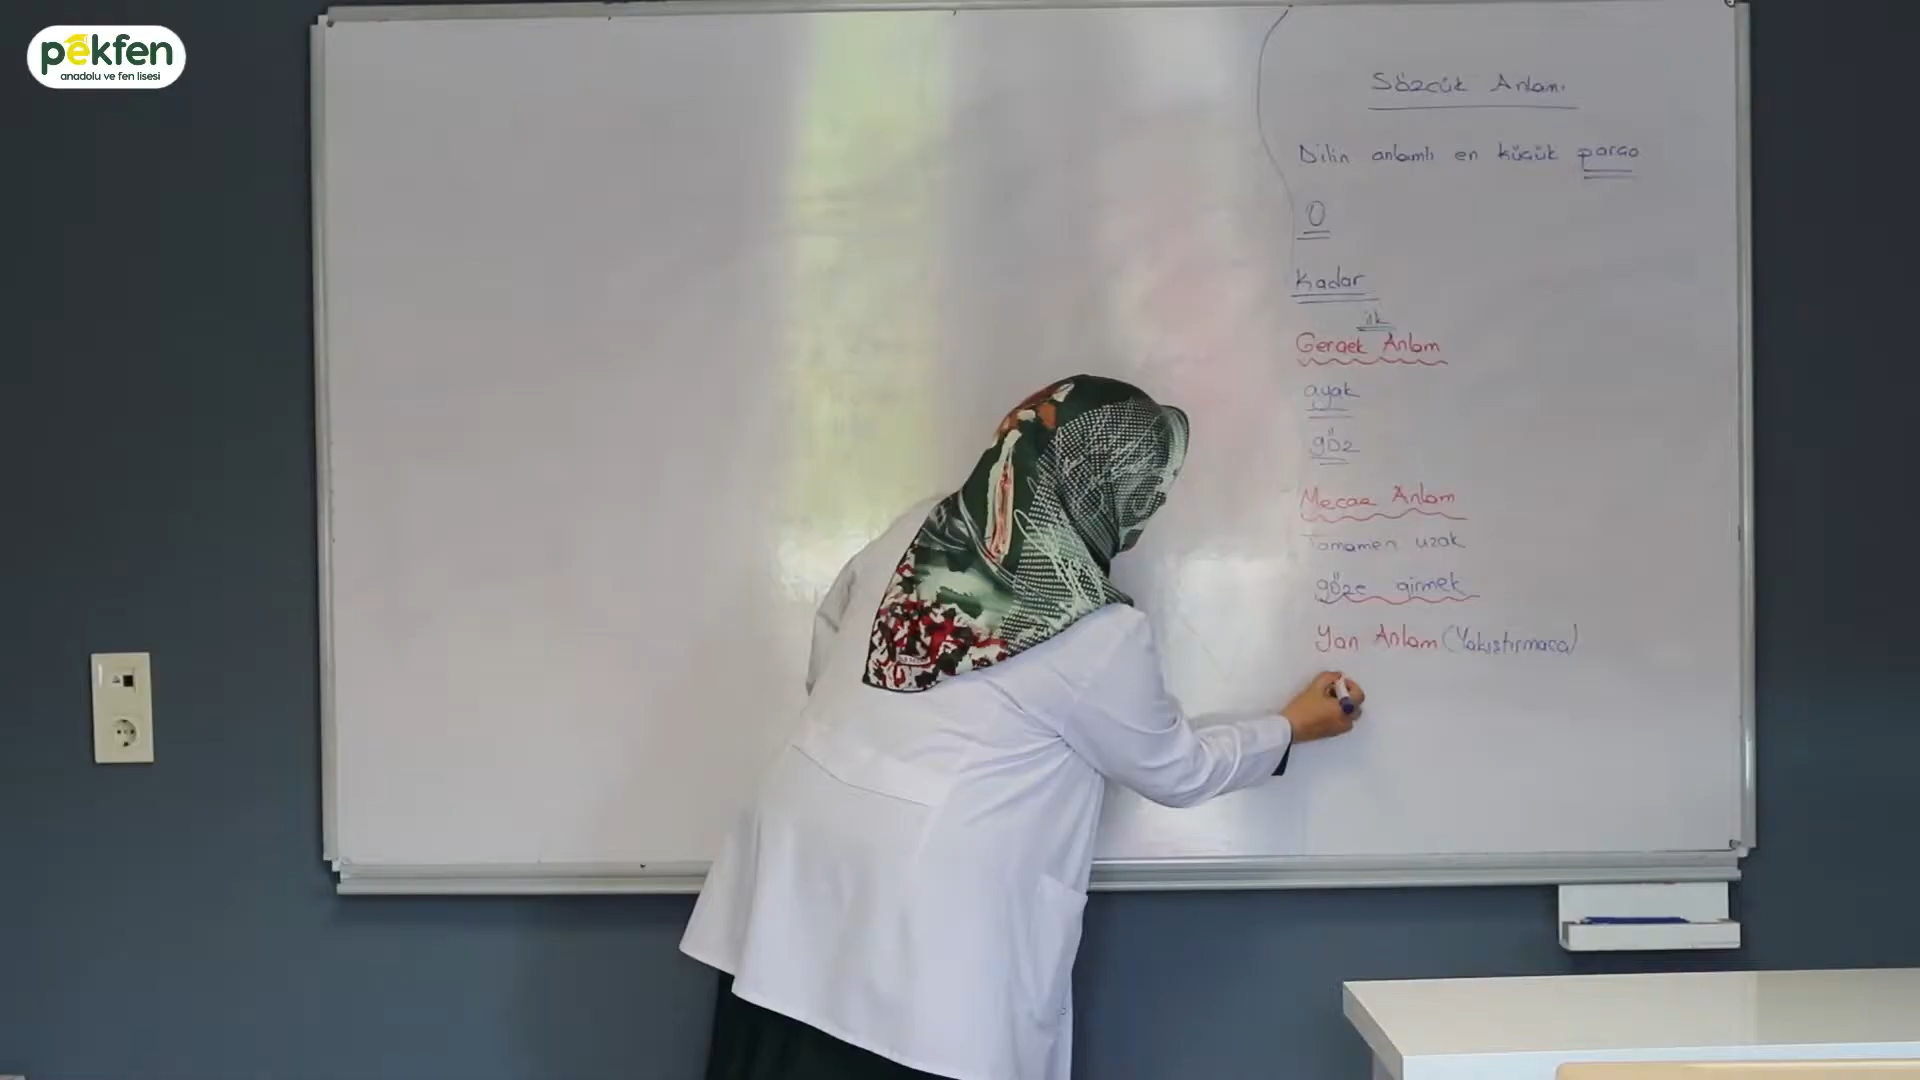 pekfen
anadolu ve fen lisesi
Sözcük Anlamı
Dilin anlamlı en küçük parça
O
Kadar
ilk
Gerçek Anlam
ayak
göz
Mecaz Anlam
Tamamen uzak
göze girmek
Yan Anlam (Yakıştırmaca)